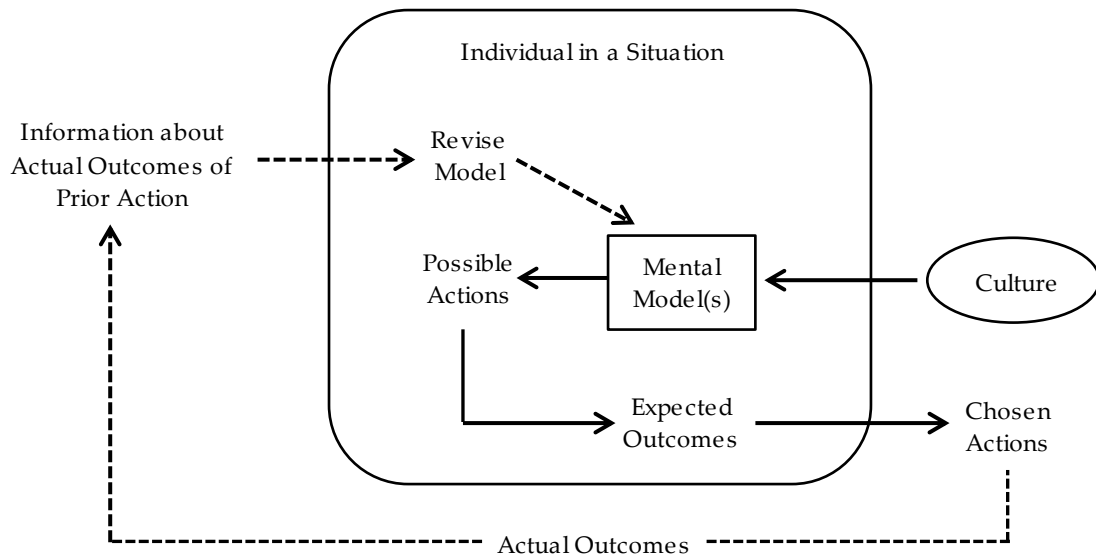 Individual in a Situation
Information about
Actual Outcomes of
Prior Action
Revise
Model
Possible
Actions
Mental
Model(s)
Culture
Expected
Outcomes
Chosen
Actions
Actual Outcomes